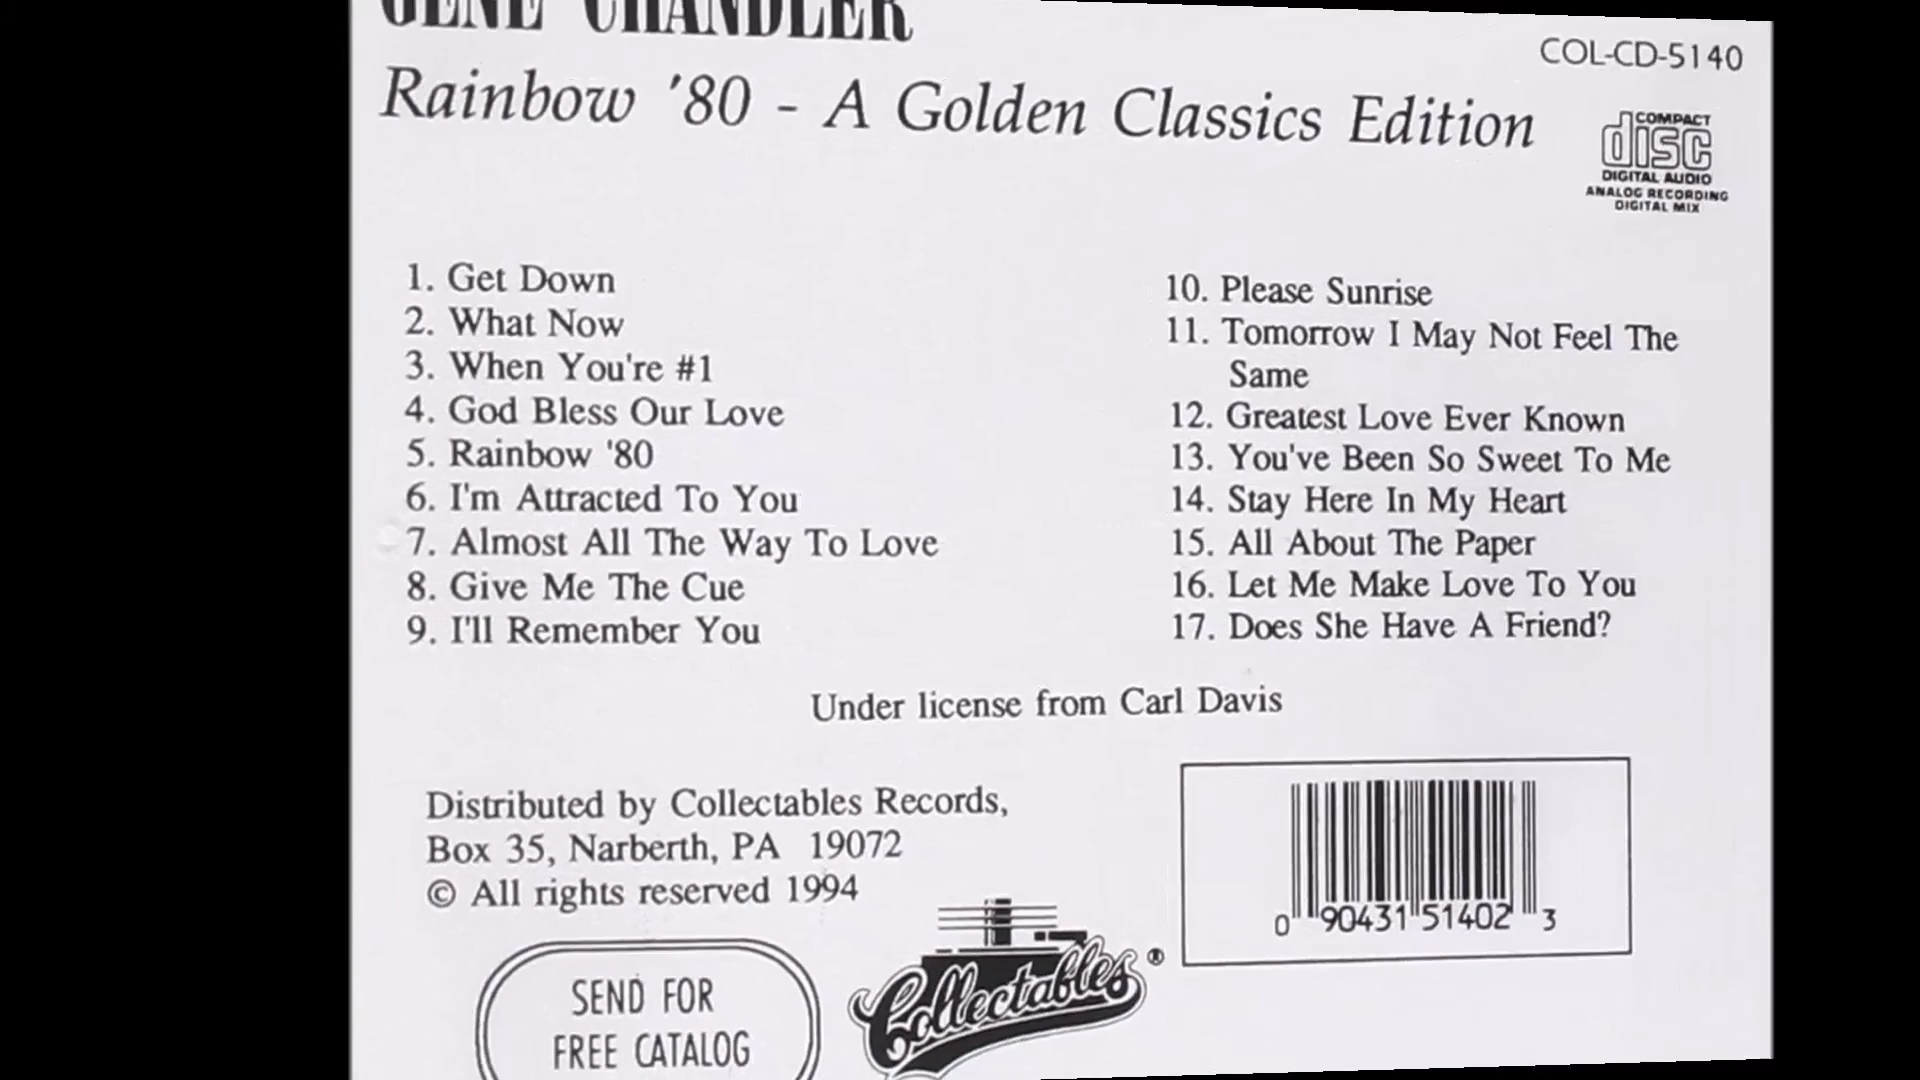 GENE CHANDLER
COL-CD-5140
Rainbow '80 - A Golden Classics Edition
COMPACT
disc
DIGITAL AUDIO
ANALOG RECORDING
DIGITAL MIX
1. Get Down
2. What Now
3. When You're #1
4. God Bless Our Love
5. Rainbow '80
6. I'm Attracted To You
7. Almost All The Way To Love
8. Give Me The Cue
9. I'll Remember You
10. Please Sunrise
11. Tomorrow I May Not Feel The
Same
12. Greatest Love Ever Known
13. You've Been So Sweet To Me
14. Stay Here In My Heart
15. All About The Paper
16. Let Me Make Love To You
17. Does She Have A Friend?
Under license from Carl Davis
Distributed by Collectables Records,
Box 35, Narberth, PA 19072
© All rights reserved 1994
0 90431 51402 3
SEND FOR
FREE CATALOG
Collectables ®